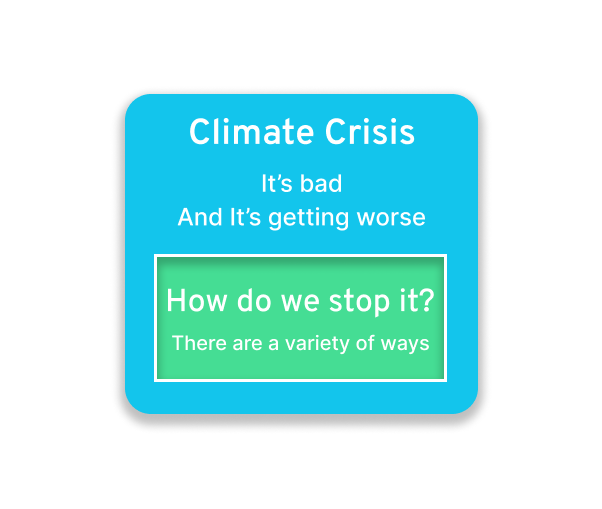 Climate Crisis
It’s bad
And It’s getting worse
How do we stop it?
There are a variety of ways